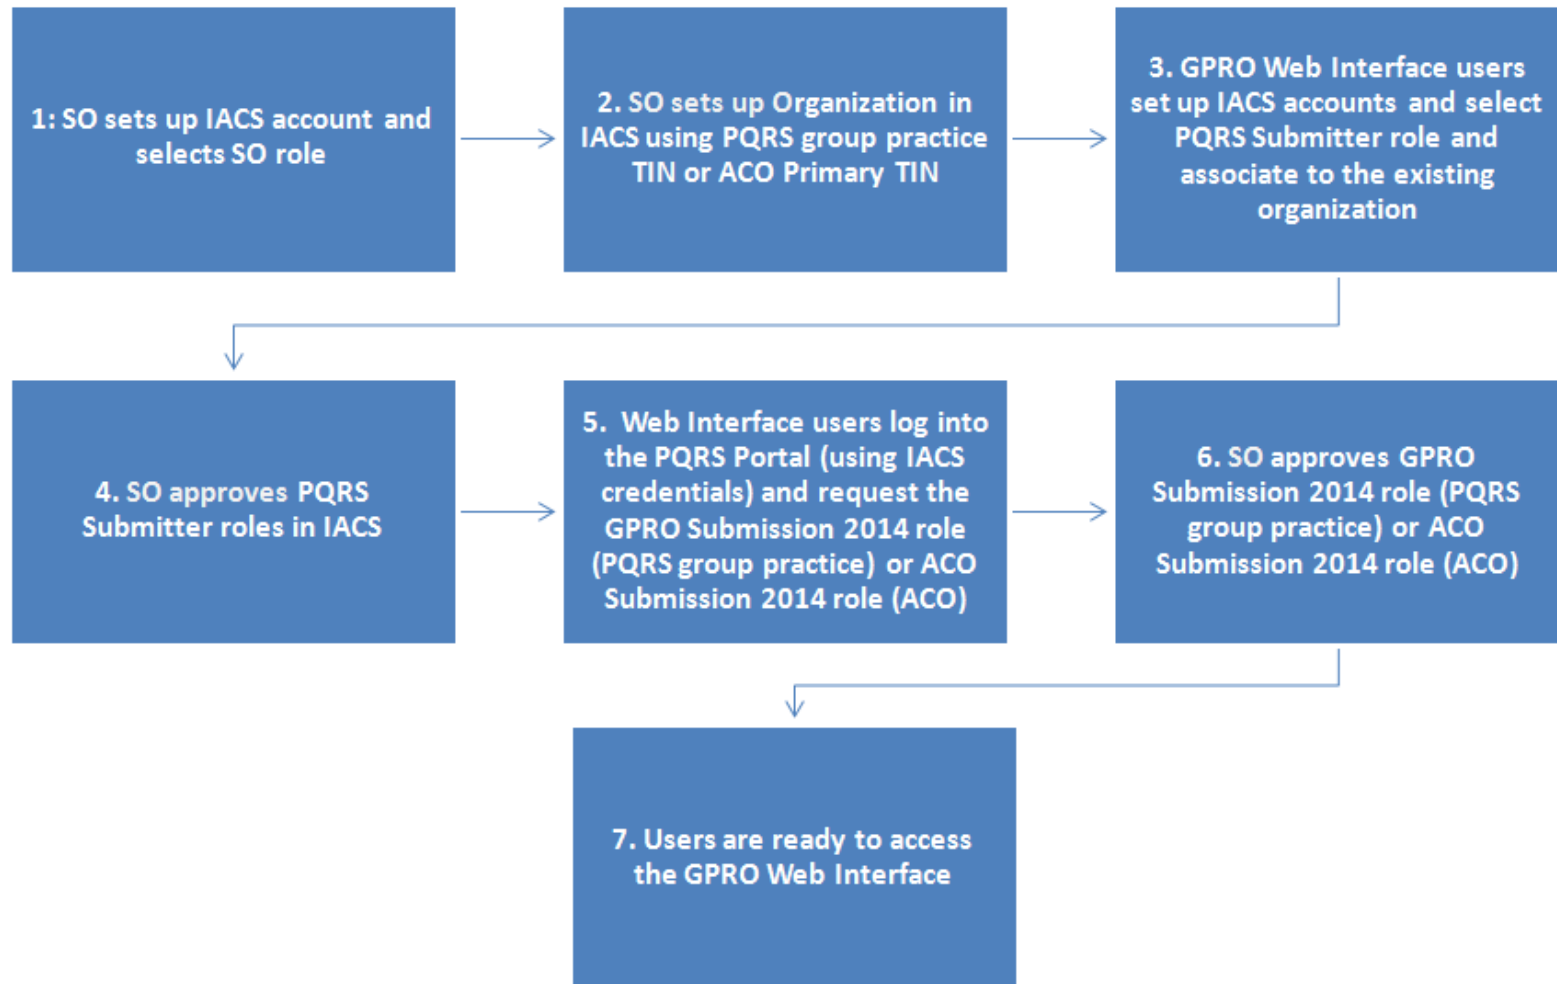 1: SO sets up IACS account and
selects SO role
2. SO sets up Organization in
IACS using PQRS group practice
TIN or ACO Primary TIN
3. GPRO Web Interface users
set up IACS accounts and select
PQRS Submitter role and
associate to the existing
organization
4. SO approves PQRS
Submitter roles in IACS
5.  Web Interface users log into
the PQRS Portal (using IACS
credentials) and request the
GPRO Submission 2014 role
(PQRS group practice) or ACO
Submission 2014 role (ACO)
6. SO approves GPRO
Submission 2014 role (PQRS
group practice) or ACO
Submission 2014 role (ACO)
7. Users are ready to access
the GPRO Web Interface